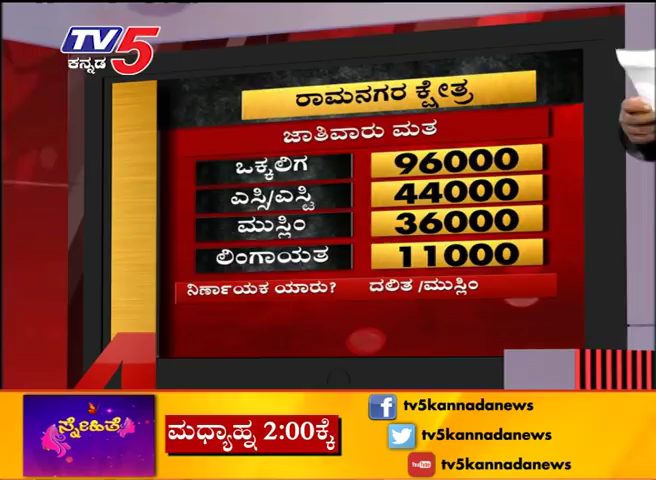 TV5
ಕನ್ನಡ
ರಾಮನಗರ ಕ್ಷೇತ್ರ
ಜಾತಿವಾರು ಮತ
ಒಕ್ಕಲಿಗ 96000
ಎಸ್ಸಿ/ಎಸ್ಟಿ 44000
ಮುಸ್ಲಿಂ 36000
ಲಿಂಗಾಯತ 11000
ನಿರ್ಣಾಯಕ ಯಾರು? ದಲಿತ /ಮುಸ್ಲಿಂ
ಸ್ನೇಹಿತೆ
ಮಧ್ಯಾಹ್ನ 2:00ಕ್ಕೆ
tv5kannadanews
tv5kannadanews
YouTube tv5kannadanews